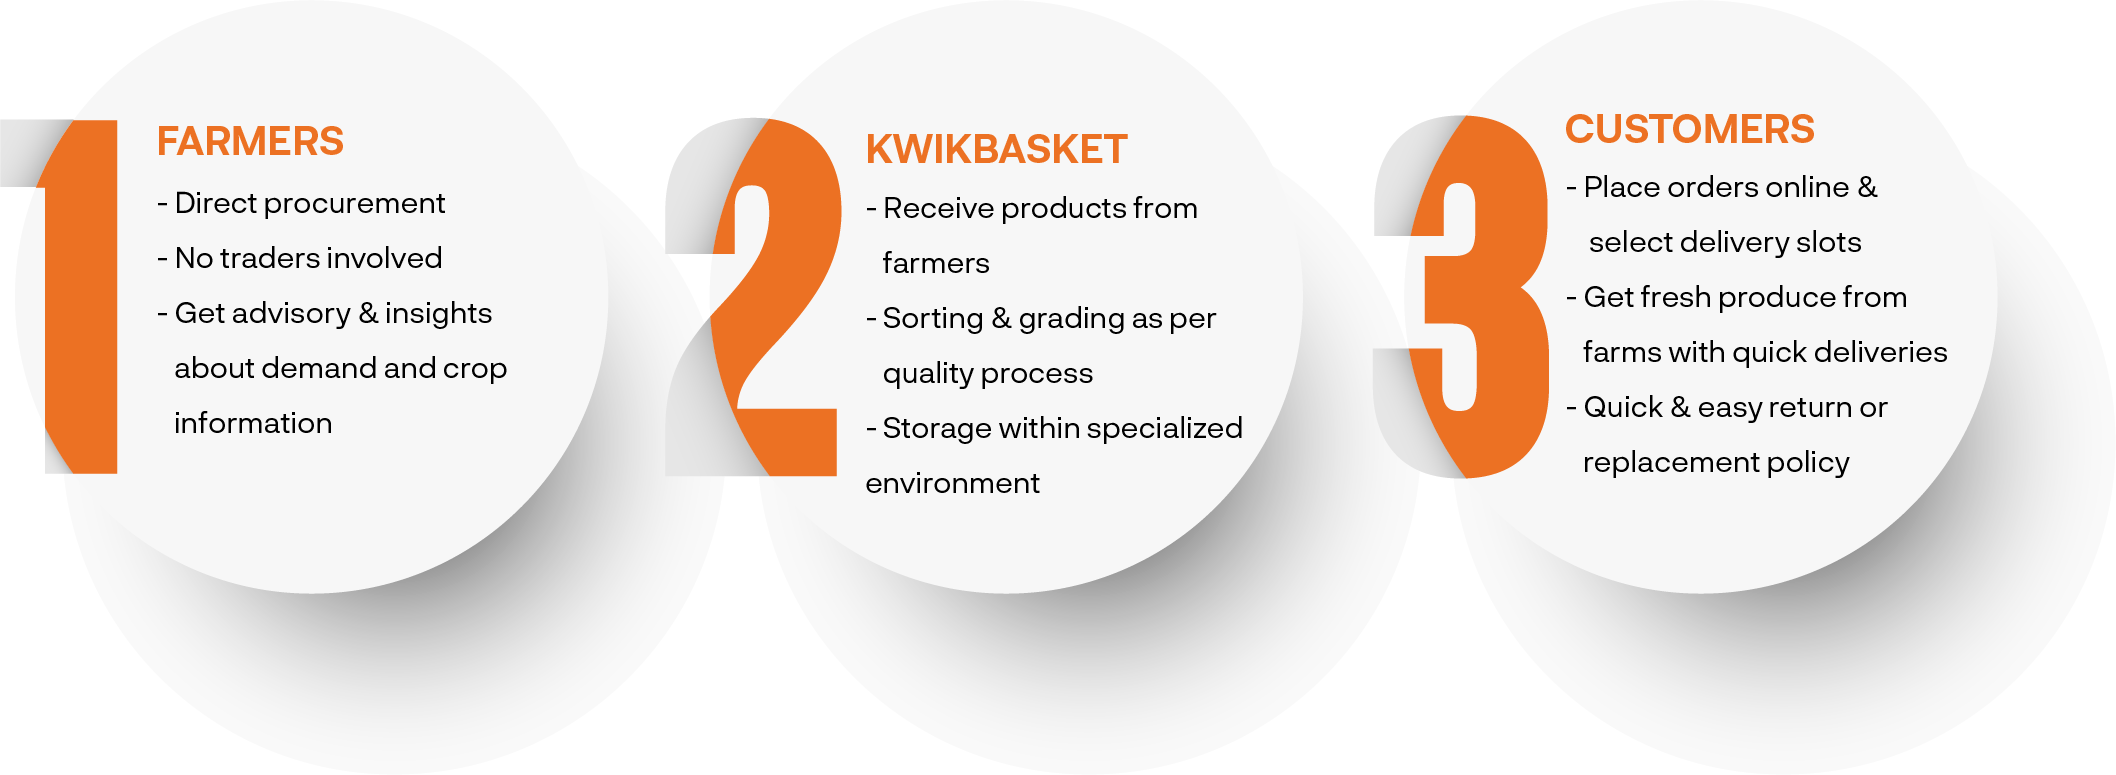 1
FARMERS
- Direct procurement
- No traders involved
- Get advisory & insights
about demand and crop
information
2
KWIKBASKET
- Receive products from
farmers
- Sorting & grading as per
quality process
- Storage within specialized
environment
3
CUSTOMERS
- Place orders online &
select delivery slots
- Get fresh produce from
farms with quick deliveries
- Quick & easy return or
replacement policy